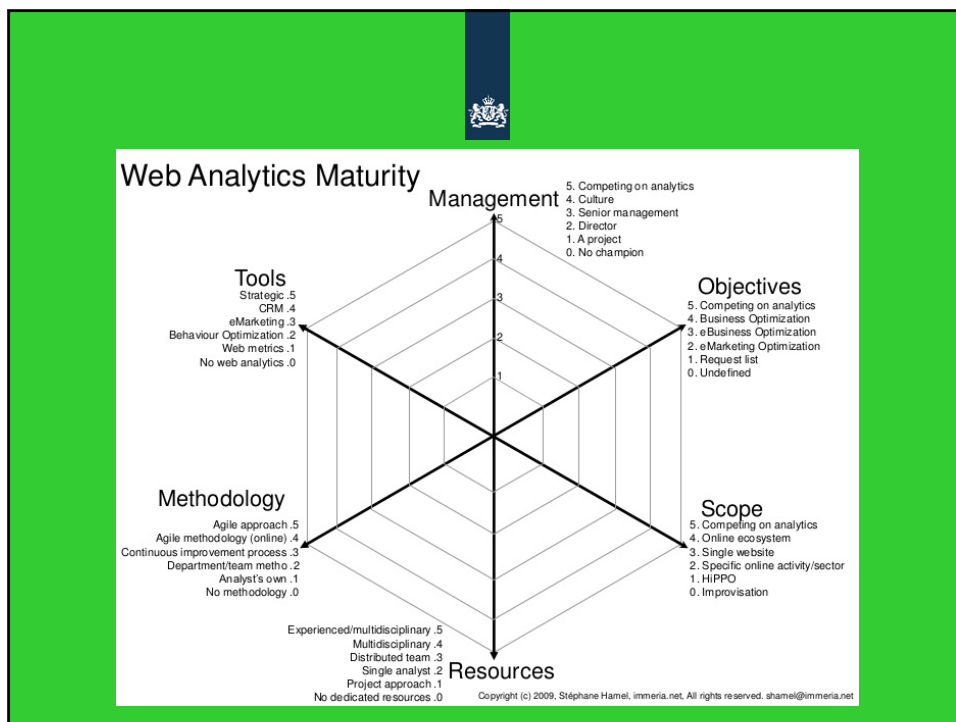 Web Analytics Maturity
Management
5. Competing on analytics
4. Culture
3. Senior management
2. Director
1. A project
0. No champion
5
4
3
2
1
Tools
Strategic .5
CRM .4
eMarketing .3
Behaviour Optimization .2
Web metrics .1
No web analytics .0
Objectives
5. Competing on analytics
4. Business Optimization
3. eBusiness Optimization
2. eMarketing Optimization
1. Request list
0. Undefined
Methodology
Agile approach .5
Agile methodology (online) .4
Continuous improvement process .3
Department/team metho .2
Analyst's own .1
No methodology .0
Scope
5. Competing on analytics
4. Online ecosystem
3. Single website
2. Specific online activity/sector
1. HiPPO
0. Improvisation
Experienced/multidisciplinary .5
Multidisciplinary .4
Distributed team .3
Single analyst .2
Project approach .1
No dedicated resources .0
Resources
Copyright (c) 2009, Stéphane Hamel, immeria.net, All rights reserved. shamel@immeria.net